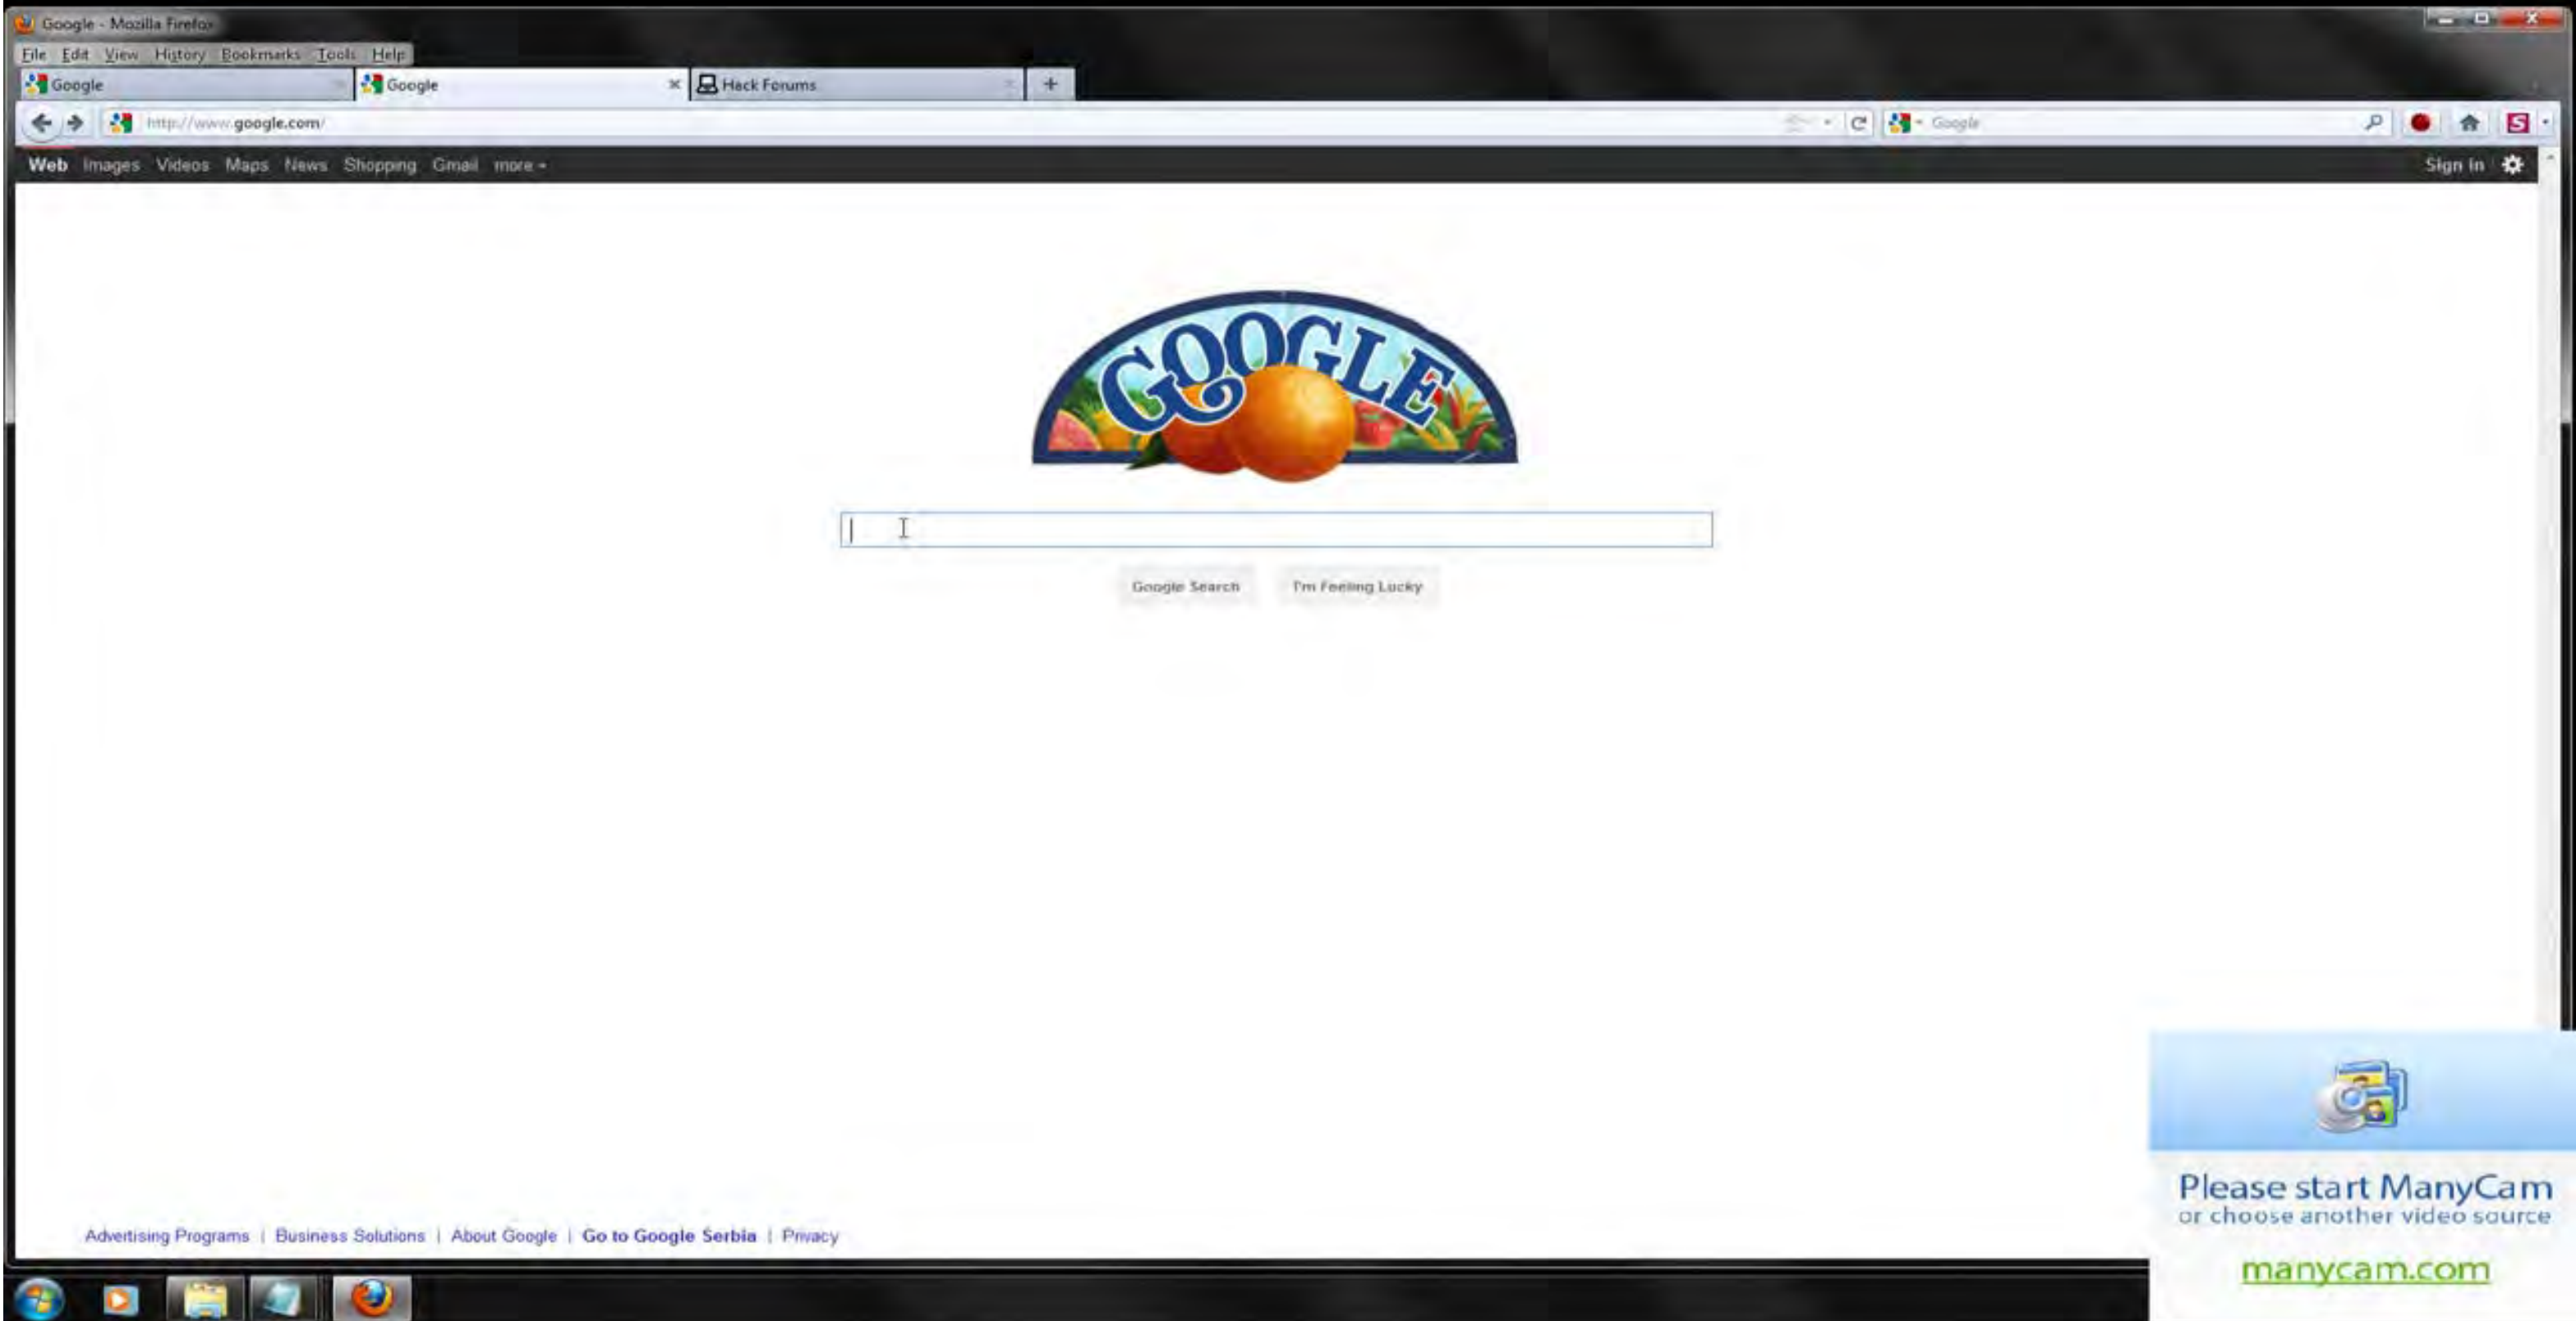 Google - Mozilla Firefox
File Edit View History Bookmarks Tools Help
Google
Google
Hack Forums
http://www.google.com/
Google
Web Images Videos Maps News Shopping Gmail more
Sign in
GOOGLE
Google Search
I'm Feeling Lucky
Please start ManyCam
or choose another video source
manycam.com
Advertising Programs | Business Solutions | About Google | Go to Google Serbia | Privacy